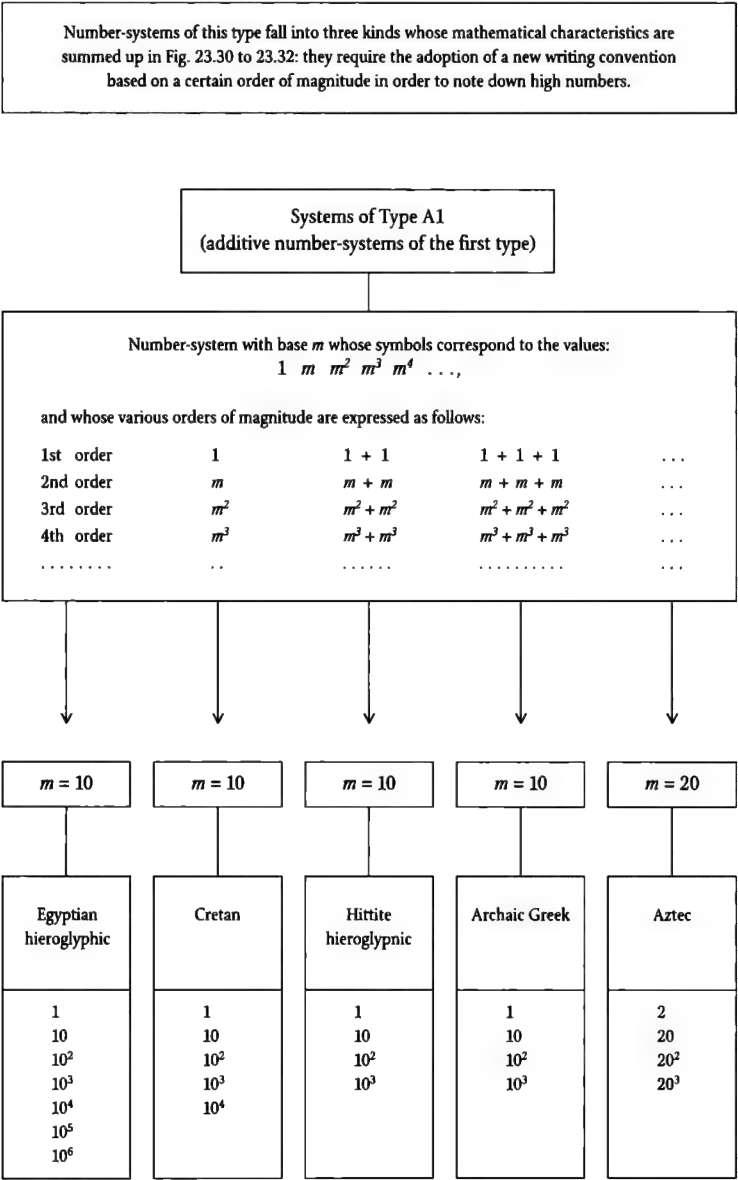 Number-systems of this type fall into three kinds whose mathematical characteristics are
summed up in Fig. 23.30 to 23.32: they require the adoption of a new writing convention
based on a certain order of magnitude in order to note down high numbers.
Systems of Type A1
(additive number-systems of the first type)
Number-system with base m whose symbols correspond to the values:
1 m m² m³ m⁴ . . .,
and whose various orders of magnitude are expressed as follows:
1st order 1 1 + 1 1 + 1 + 1 . . .
2nd order m m + m m + m + m . . .
3rd order m² m² + m² m² + m² + m² . . .
4th order m³ m³ + m³ m³ + m³ + m³ . . .
. . . . . . . . . . . . . . . . . . . . . . . . . . . . .
m = 10 m = 10 m = 10 m = 10 m = 20
Egyptian Cretan Hittite Archaic Greek Aztec
hieroglyphic hieroglypnic
1 1 1 1 2
10 10 10 10 20
10² 10² 10² 10² 20²
10³ 10³ 10³ 10³ 20³
10⁴ 10⁴
10⁵
10⁶